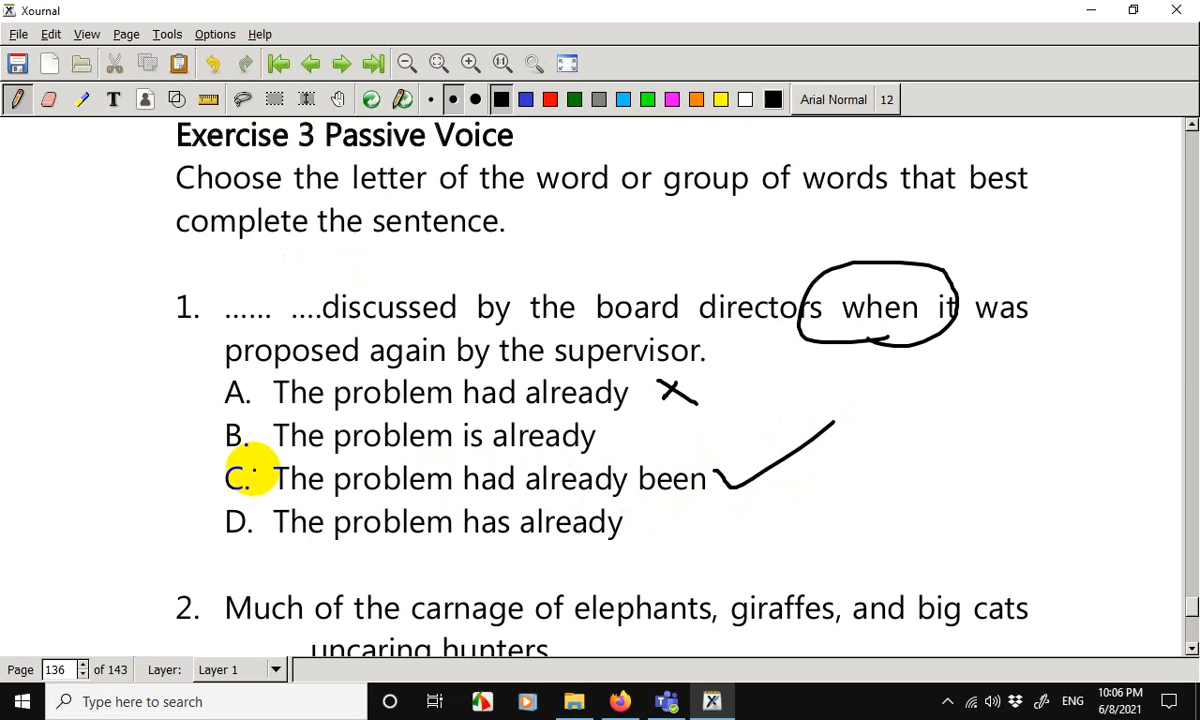 Xournal
File Edit View Page Tools Options Help
Arial Normal 12
Exercise 3 Passive Voice
Choose the letter of the word or group of words that best
complete the sentence.
1. ...... ....discussed by the board directors when it was
proposed again by the supervisor.
A. The problem had already
B. The problem is already
C. The problem had already been
D. The problem has already
2. Much of the carnage of elephants, giraffes, and big cats
uncaring hunters
Page 136 of 143 Layer: Layer 1
Type here to search
ENG
10:06 PM
6/8/2021